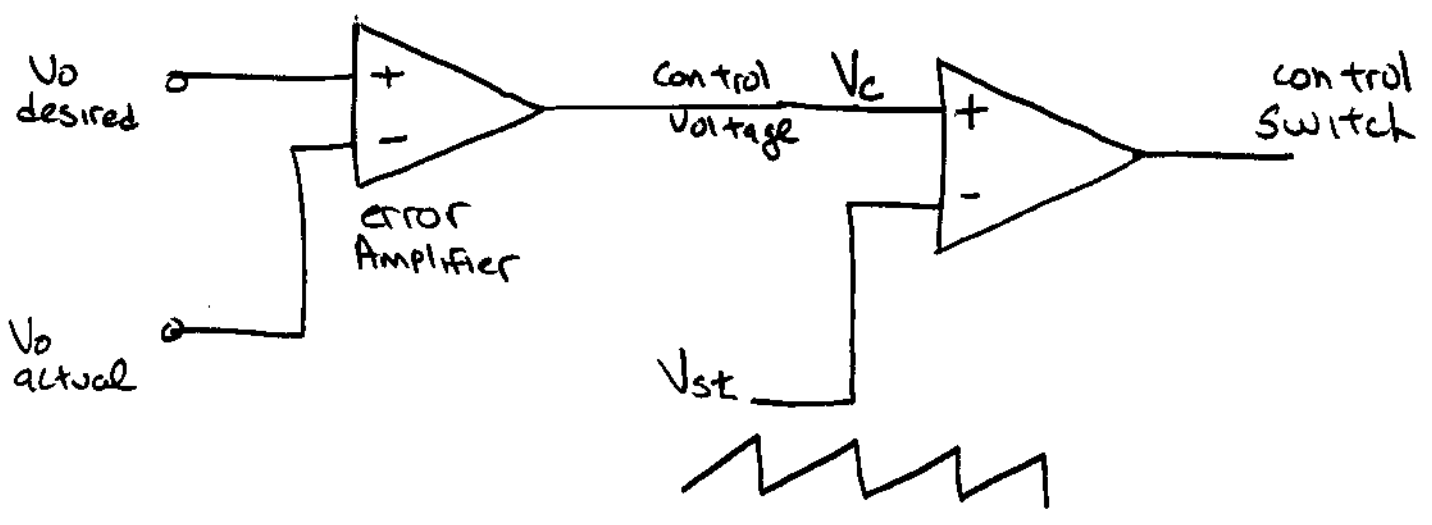 Vo
desired
+
-
error
Amplifier
Vo
actual
control
Voltage
Vc
+
-
Vst
control
Switch